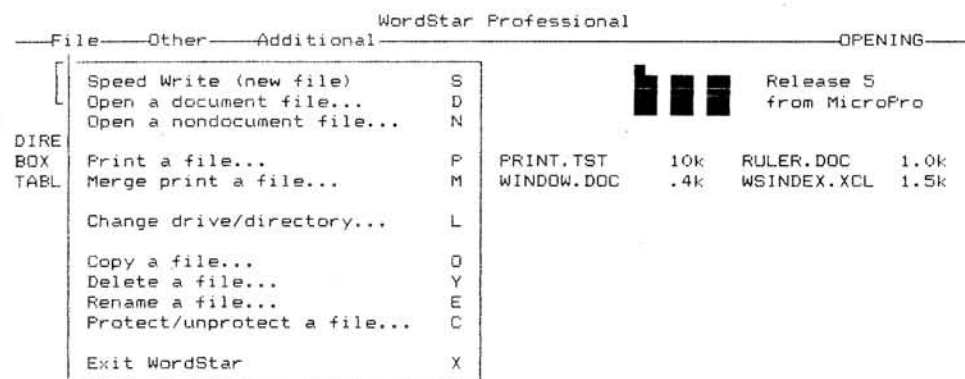 WordStar Professional
File Other Additional OPENING
Speed Write (new file) S Release 5
Open a document file... D from MicroPro
Open a nondocument file... N
DIRE
BOX Print a file... P PRINT.TST 10k RULER.DOC 1.0k
TABL Merge print a file... M WINDOW.DOC .4k WSINDEX.XCL 1.5k
Change drive/directory... L
Copy a file... O
Delete a file... Y
Rename a file... E
Protect/unprotect a file... C
Exit WordStar X